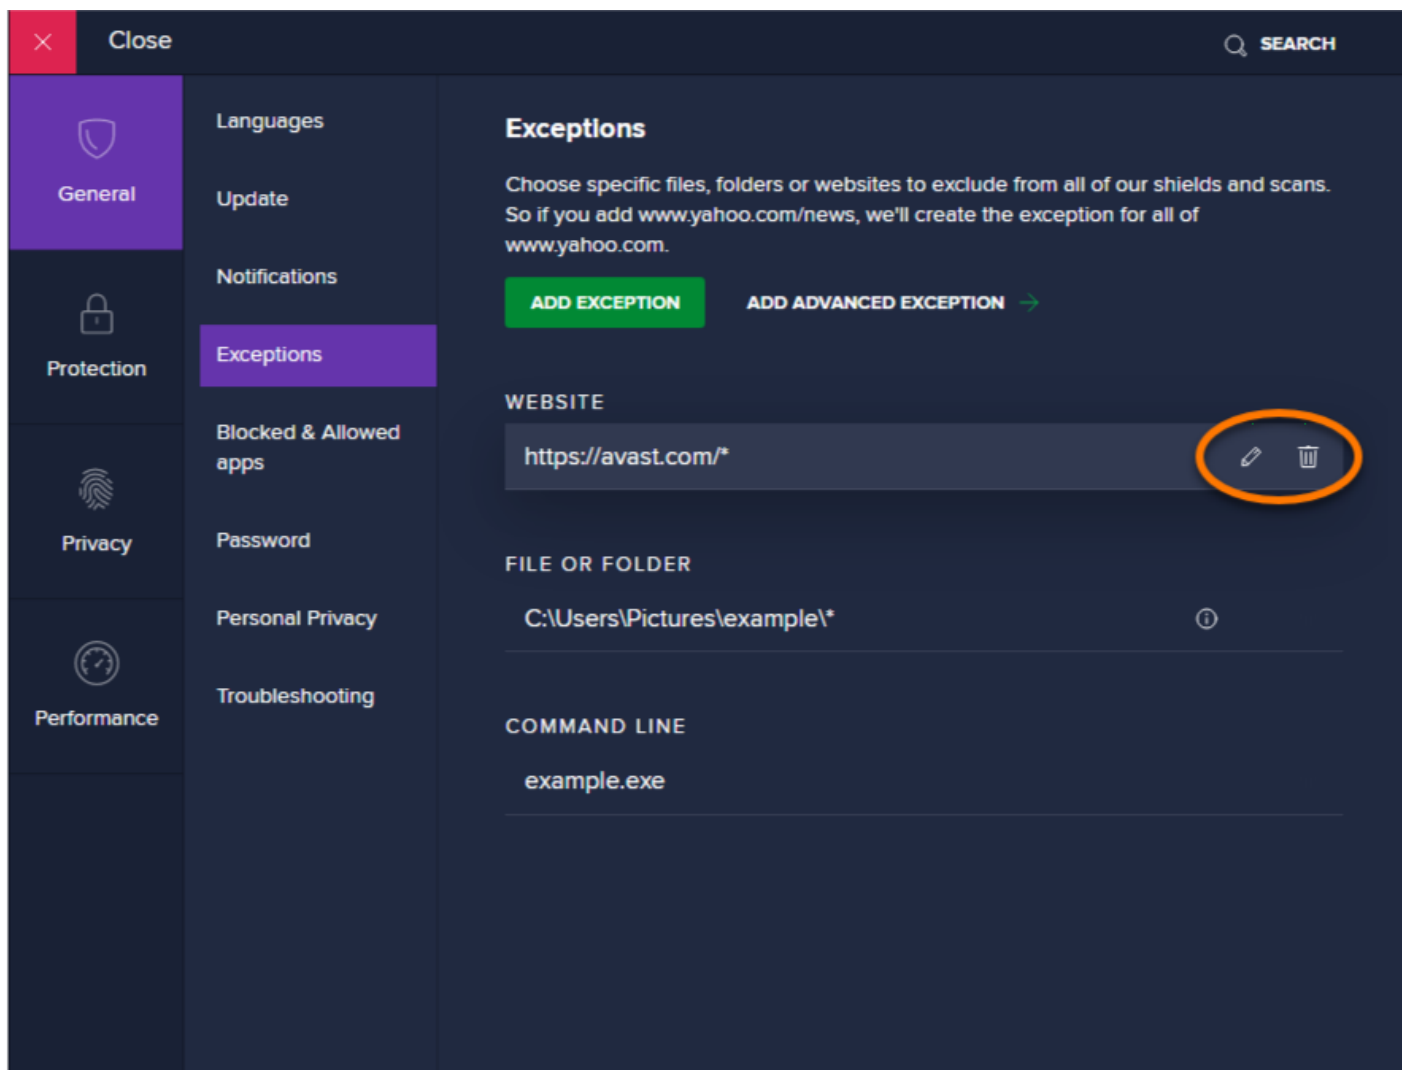 Close
SEARCH
General
Protection
Privacy
Performance
Languages
Update
Notifications
Exceptions
Blocked & Allowed
apps
Password
Personal Privacy
Troubleshooting
Exceptions
Choose specific files, folders or websites to exclude from all of our shields and scans.
So if you add www.yahoo.com/news, we'll create the exception for all of
www.yahoo.com.
ADD EXCEPTION
ADD ADVANCED EXCEPTION
WEBSITE
https://avast.com/*
FILE OR FOLDER
C:\Users\Pictures\example\*
COMMAND LINE
example.exe